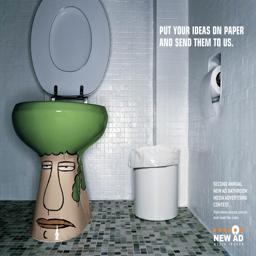 PUT YOUR IDEAS ON PAPER
AND SEND THEM TO US.
SECOND ANNUAL
NEW AD BATHROOM
MEDIA ADVERTISING
CONTEST.
NEW AD